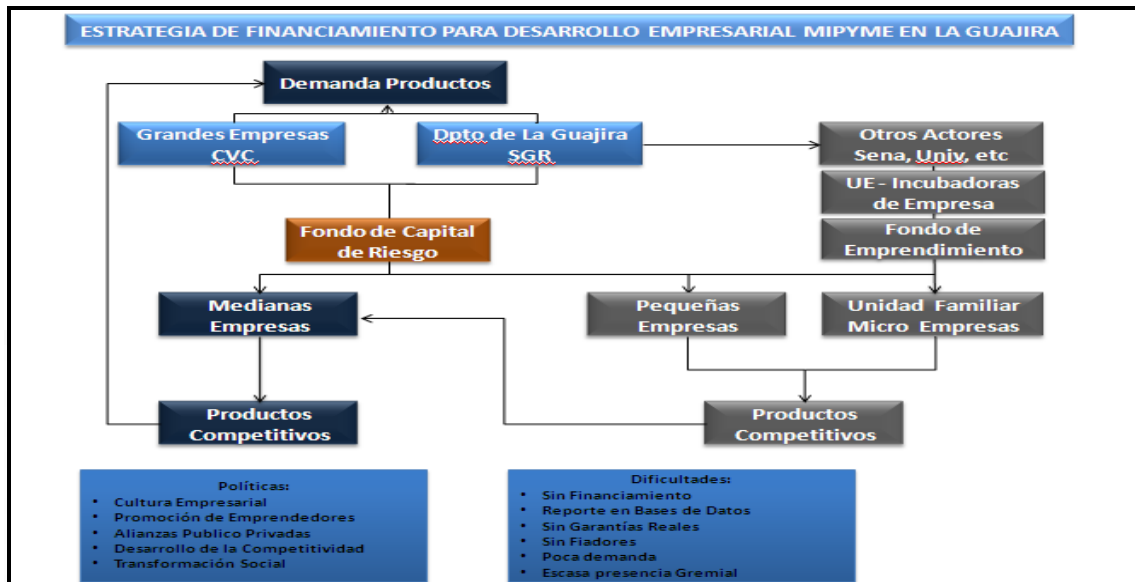 ESTRATEGIA DE FINANCIAMIENTO PARA DESARROLLO EMPRESARIAL MIPYME EN LA GUAJIRA
Demanda Productos
Grandes Empresas
CVC
Dpto de La Guajira
SGR
Otros Actores
Sena, Univ, etc
UE - Incubadoras
de Empresa
Fondo de Capital
de Riesgo
Fondo de
Emprendimiento
Medianas
Empresas
Pequeñas
Empresas
Unidad Familiar
Micro Empresas
Productos
Competitivos
Productos
Competitivos
Políticas:
• Cultura Empresarial
• Promoción de Emprendedores
• Alianzas Publico Privadas
• Desarrollo de la Competitividad
• Transformación Social
Dificultades:
• Sin Financiamiento
• Reporte en Bases de Datos
• Sin Garantías Reales
• Sin Fiadores
• Poca demanda
• Escasa presencia Gremial